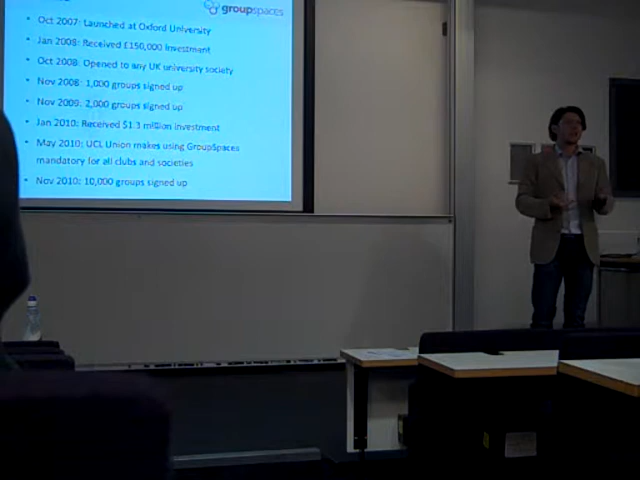 groupspaces
• Oct 2007: Launched at Oxford University
• Jan 2008: Received £150,000 investment
• Oct 2008: Opened to any UK university society
• Nov 2008: 1,000 groups signed up
• Nov 2009: 2,000 groups signed up
• Jan 2010: Received $1.3 million investment
• May 2010: UCL Union makes using GroupSpaces
mandatory for all clubs and societies
• Nov 2010: 10,000 groups signed up